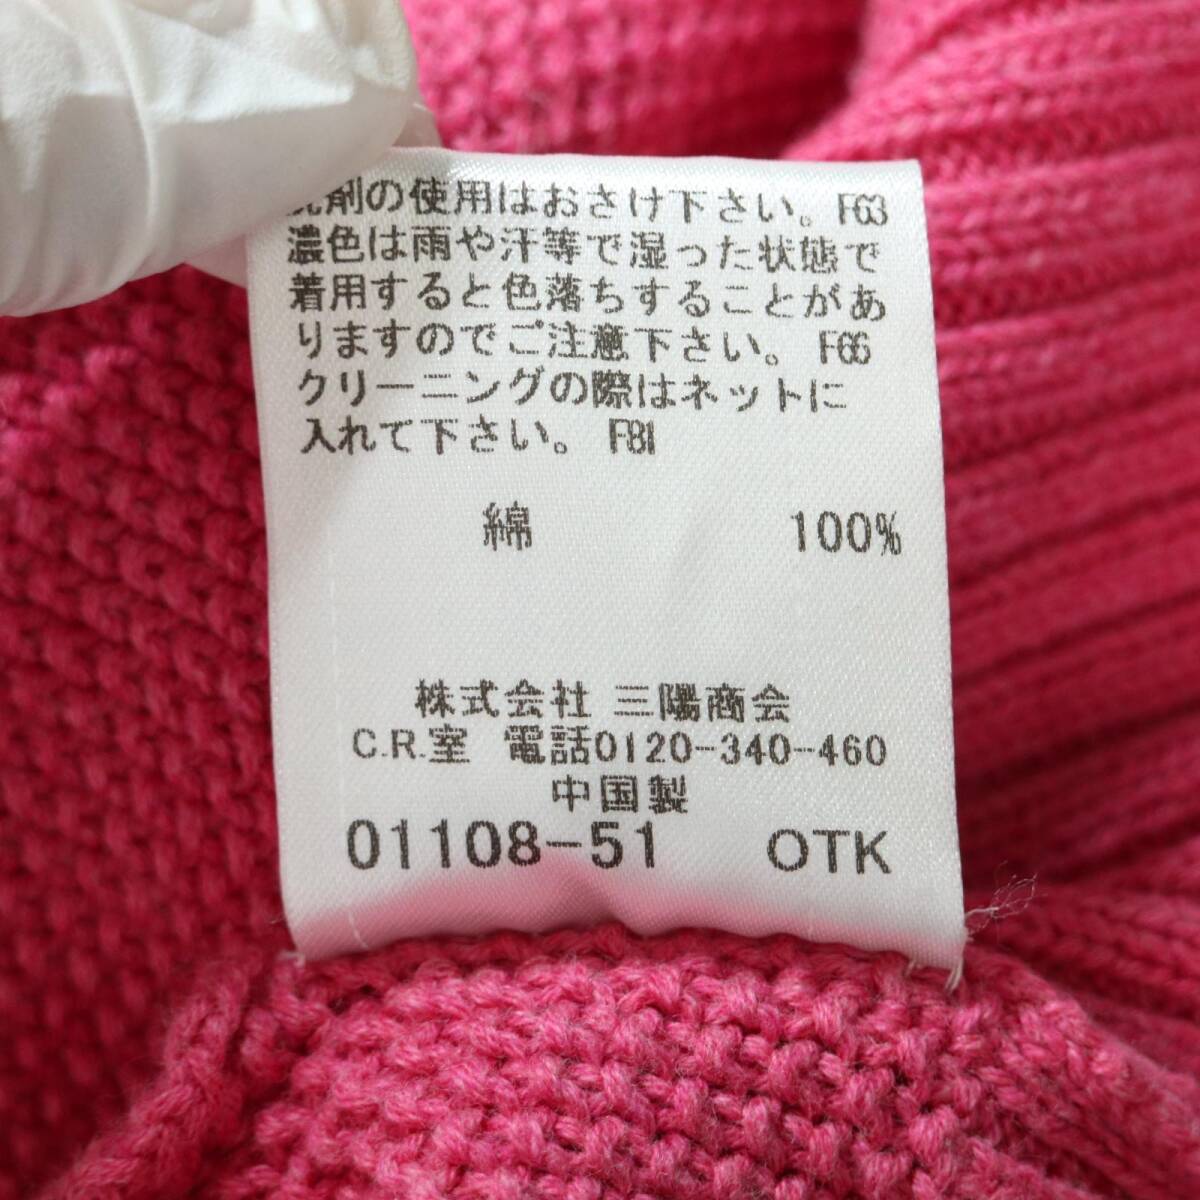 剤の使用はおさけ下さい。F63
濃色は雨や汗等で湿った状態で
着用すると色落ちすることがあ
りますのでご注意下さい。F66
クリーニングの際はネットに
入れて下さい。F81
綿 100%
株式会社 三陽商会
C.R.室 電話0120-340-460
中国製
01108-51 OTK